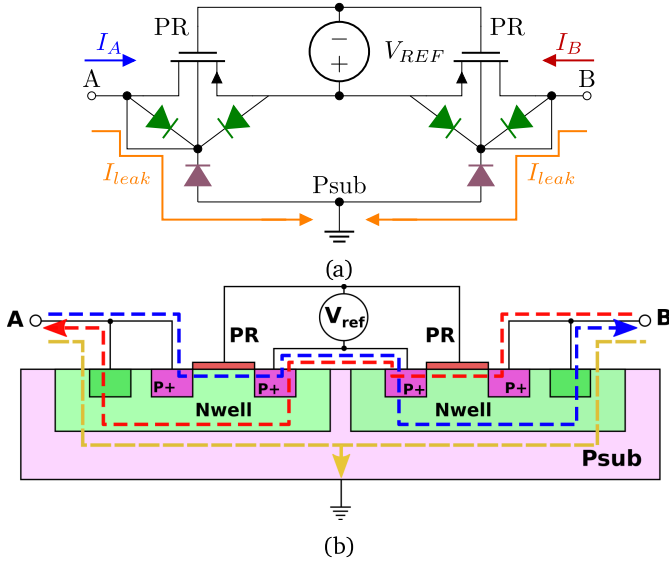 PR
PR
I_A
−
V_REF
+
I_B
A
B
I_leak
Psub
I_leak
(a)
A
V_ref
B
PR
PR
P+
P+
P+
P+
Nwell
Nwell
Psub
(b)